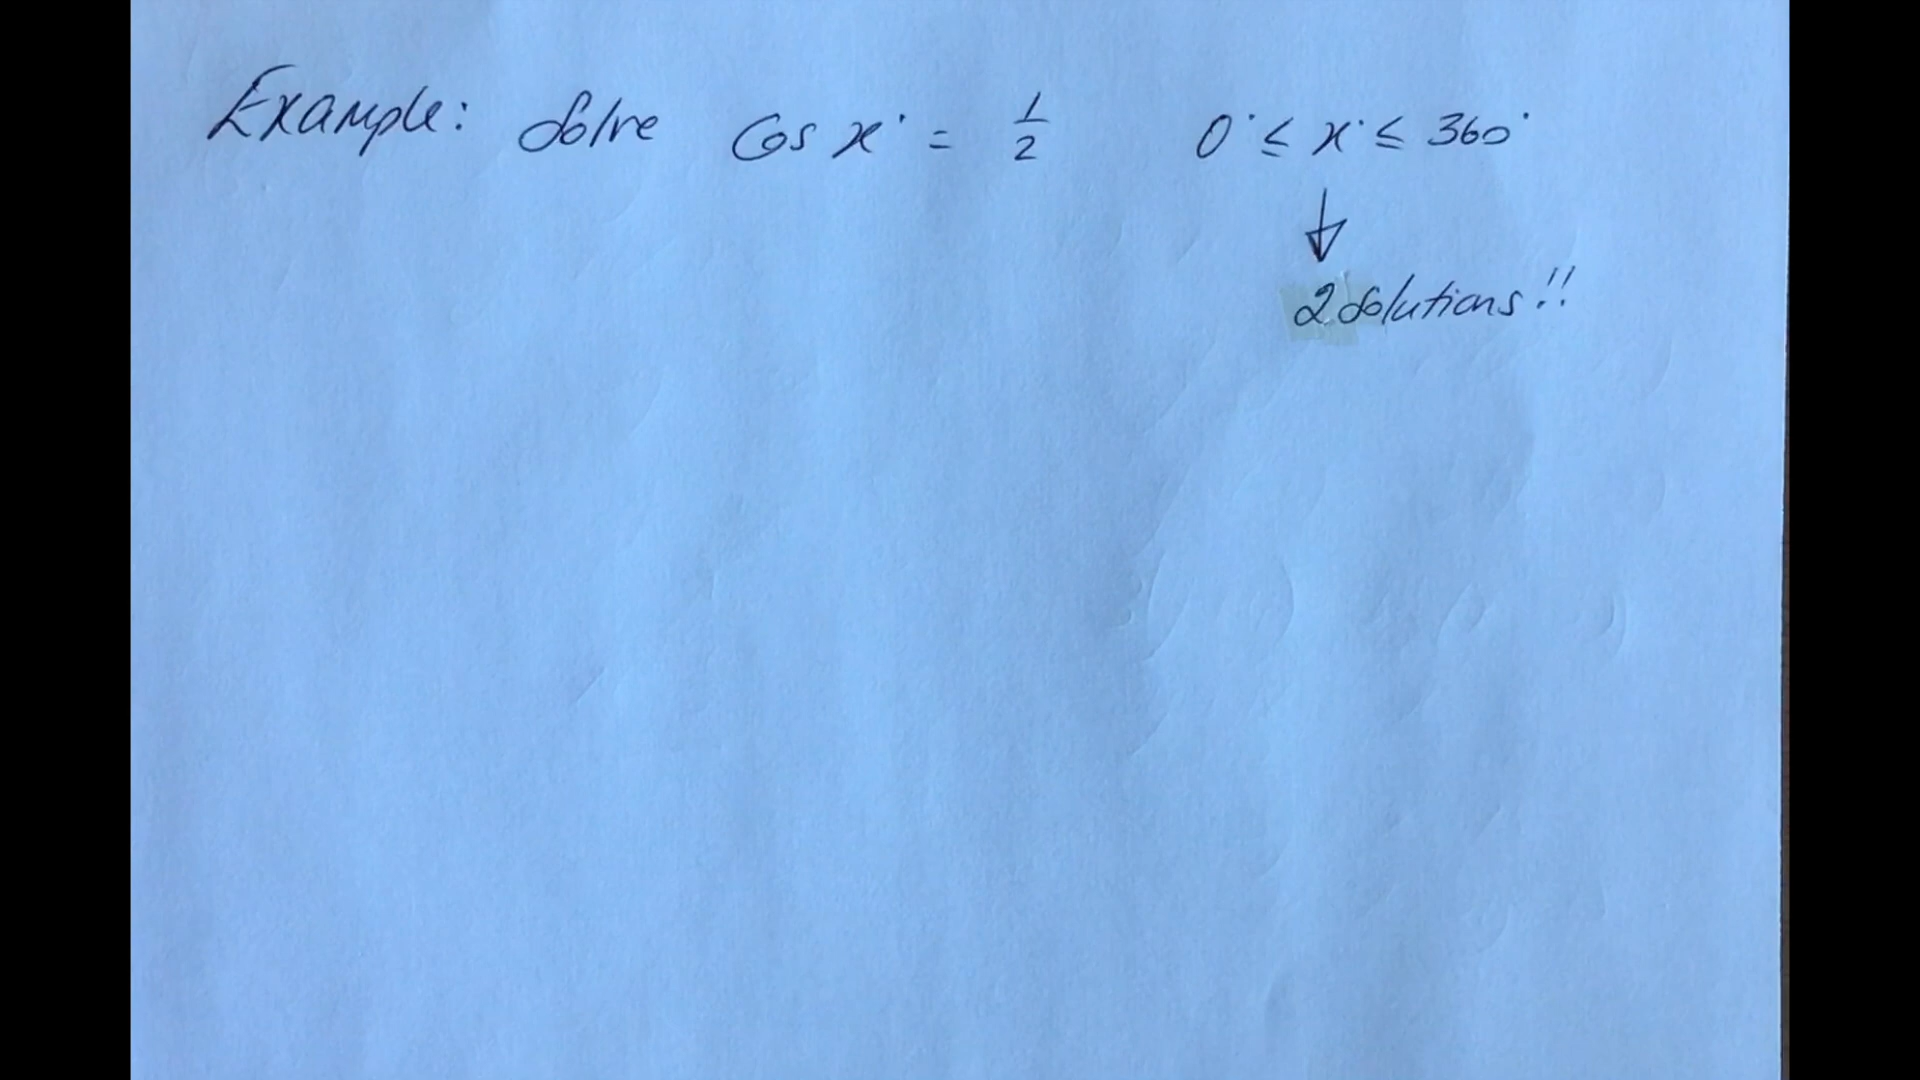 Example: Solve Cos x° = 1/2 0° ≤ x° ≤ 360°
↓
2 Solutions!!